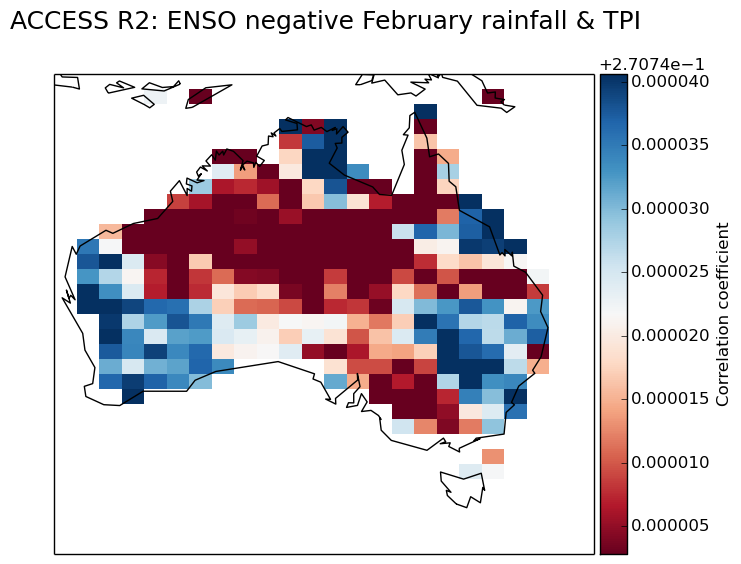 ACCESS R2: ENSO negative February rainfall & TPI
+2.7074e−1
0.000040
0.000035
0.000030
0.000025
0.000020
0.000015
0.000010
0.000005
Correlation coefficient